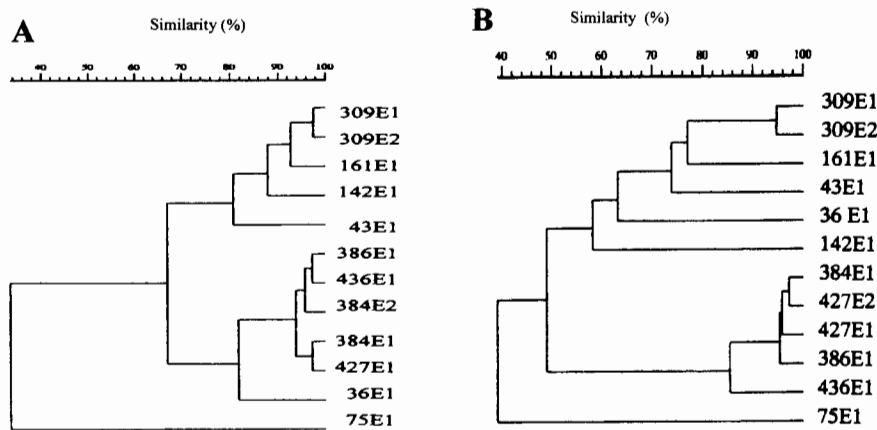 A
Similarity (%)
40 50 60 70 80 90 100
309E1
309E2
161E1
142E1
43E1
386E1
436E1
384E2
384E1
427E1
36E1
75E1
B
Similarity (%)
40 50 60 70 80 90 100
309E1
309E2
161E1
43E1
36 E1
142E1
384E1
427E2
427E1
386E1
436E1
75E1